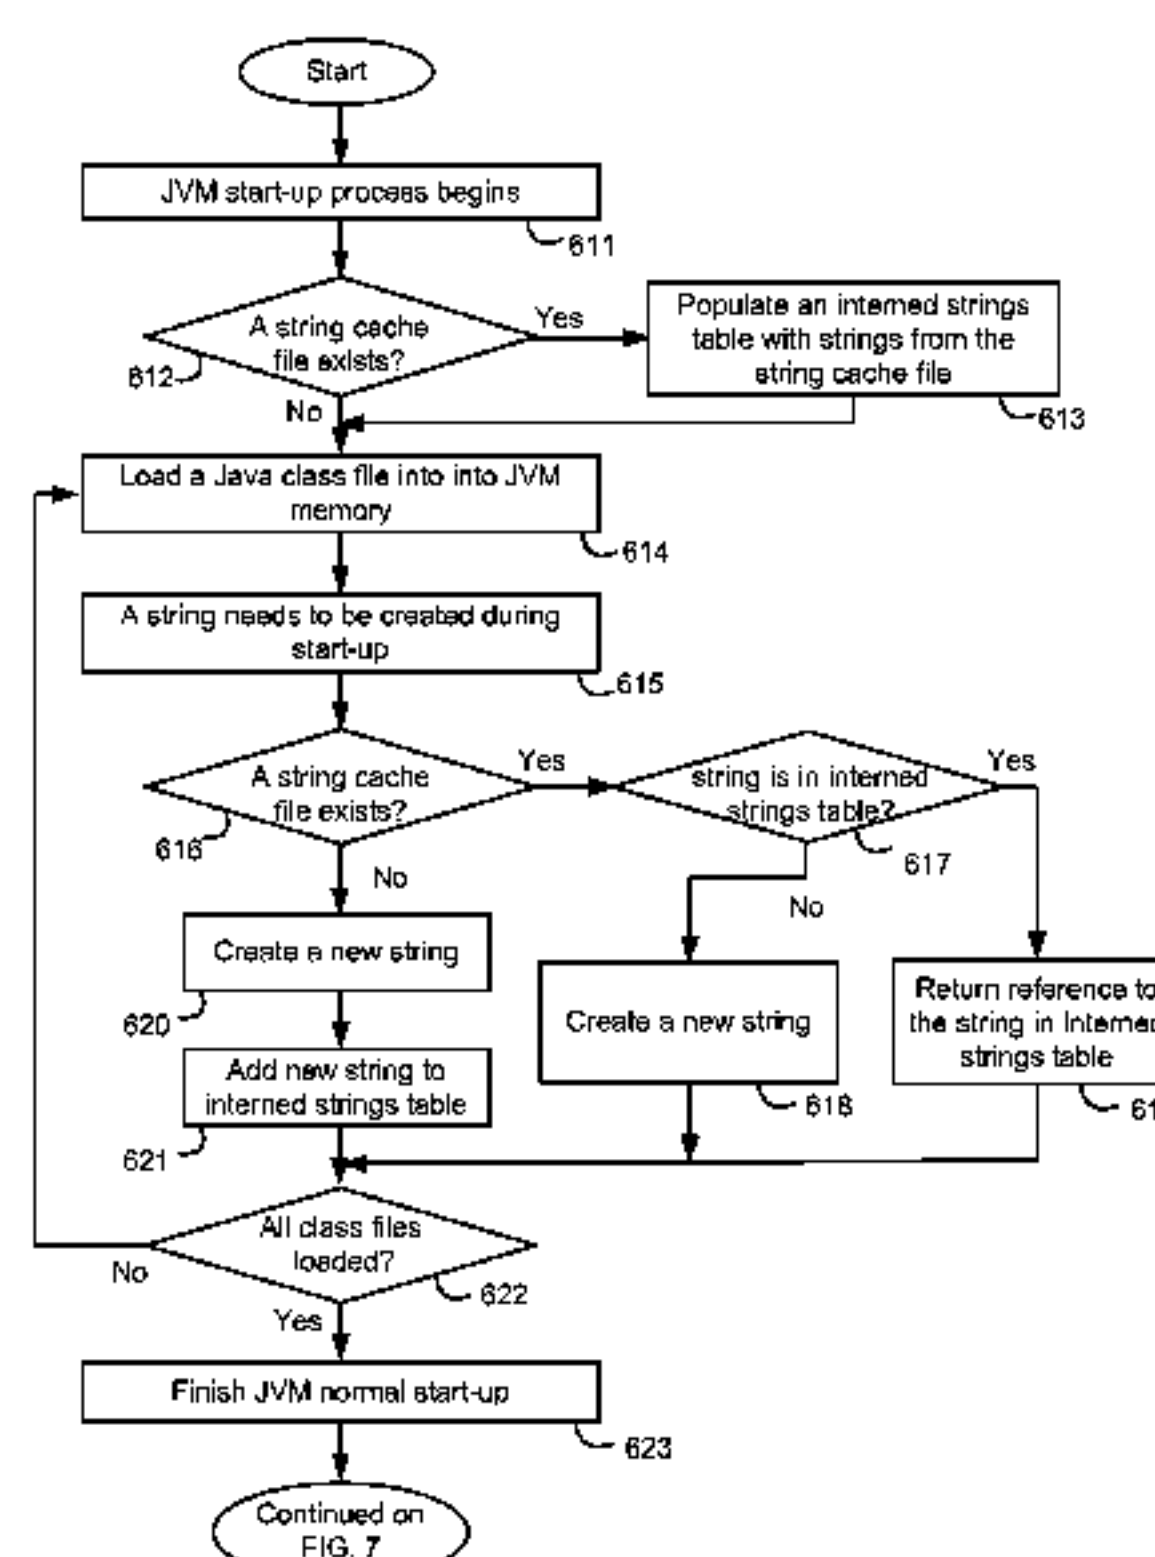 Start
JVM start-up process begins
611
A string cache
file exists?
612
Yes
Populate an interned strings
table with strings from the
string cache file
613
No
Load a Java class file into into JVM
memory
614
A string needs to be created during
start-up
615
A string cache
file exists?
616
Yes
string is in interned
strings table?
617
Yes
No
No
Create a new string
620
Create a new string
618
Return reference to
the string in Interned
strings table
61
Add new string to
interned strings table
621
All class files
loaded?
622
No
Yes
Finish JVM normal start-up
623
Continued on
FIG. 7